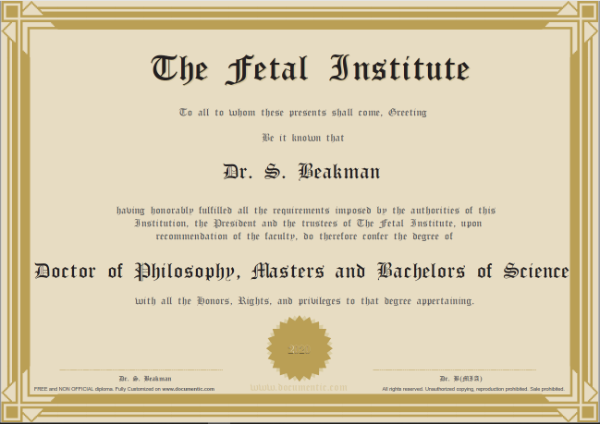 The Fetal Institute
To all to whom these presents shall come, Greeting
Be it known that
Dr. S. Beakman
having honorably fulfilled all the requirements imposed by the authorities of this
Institution, the President and the trustees of The Fetal Institute, upon
recommendation of the faculty, do therefore confer the degree of
Doctor of Philosophy, Masters and Bachelors of Science
with all the Honors, Rights, and privileges to that degree appertaining.
Dr. S. Beakman
Dr. B(MIA)
FREE and NON OFFICIAL diploma. Fully Customized on www.documentic.com
www.documentic.com
All rights reserved. Unauthorized copying, reproduction prohibited. Sale prohibited.